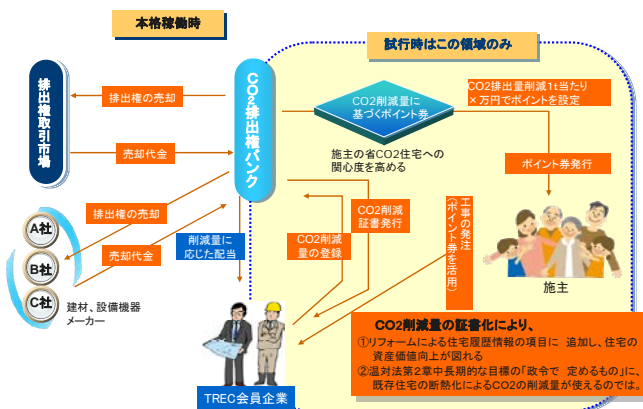 本格稼働時
試行時はこの領域のみ
排出権取引市場
CO2排出権バンク
排出権の売却
売却代金
CO2削減量に
基づくポイント券
CO2排出量削減1t当たり
×万円でポイントを設定
施主の省CO2住宅への
関心度を高める
ポイント券発行
A社
B社
C社
排出権の売却
売却代金
建材、設備機器
メーカー
削減量に
応じた配当
CO2削減
量の登録
CO2削減
証書発行
工事の発注
(ポイント券を活用)
施主
TREC会員企業
CO2削減量の証書化により、
①リフォームによる住宅履歴情報の項目に 追加し、住宅の
資産価値向上が図れる
②温対法第2章中長期的な目標の「政令で 定めるもの」に、
既存住宅の断熱化によるCO2の削減量が使えるのでは。